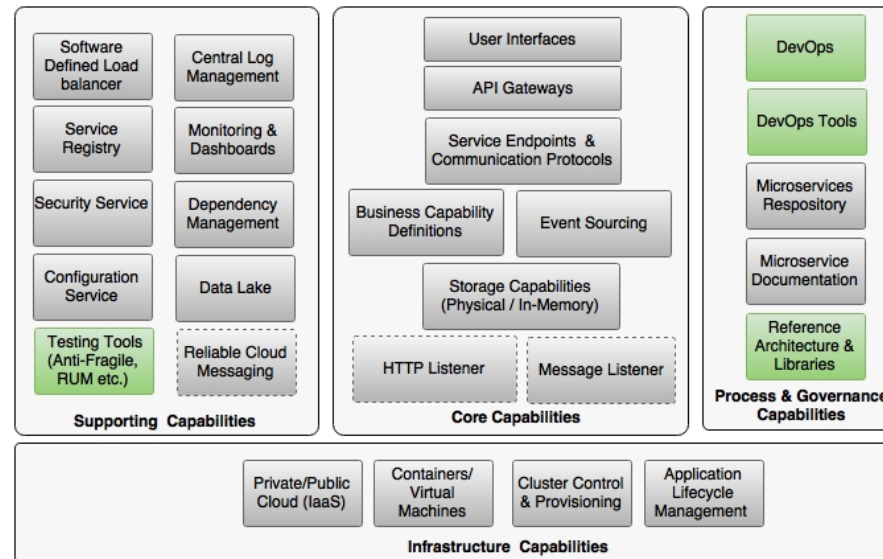 Software
Defined Load
balancer
Central Log
Management
Service
Registry
Monitoring &
Dashboards
Security Service
Dependency
Management
Configuration
Service
Data Lake
Testing Tools
(Anti-Fragile,
RUM etc.)
Reliable Cloud
Messaging
Supporting Capabilities
User Interfaces
API Gateways
Service Endpoints &
Communication Protocols
Business Capability
Definitions
Event Sourcing
Storage Capabilities
(Physical / In-Memory)
HTTP Listener
Message Listener
Core Capabilities
DevOps
DevOps Tools
Microservices
Respository
Microservice
Documentation
Reference
Architecture &
Libraries
Process & Governance
Capabilities
Private/Public
Cloud (IaaS)
Containers/
Virtual
Machines
Cluster Control
& Provisioning
Application
Lifecycle
Management
Infrastructure Capabilities